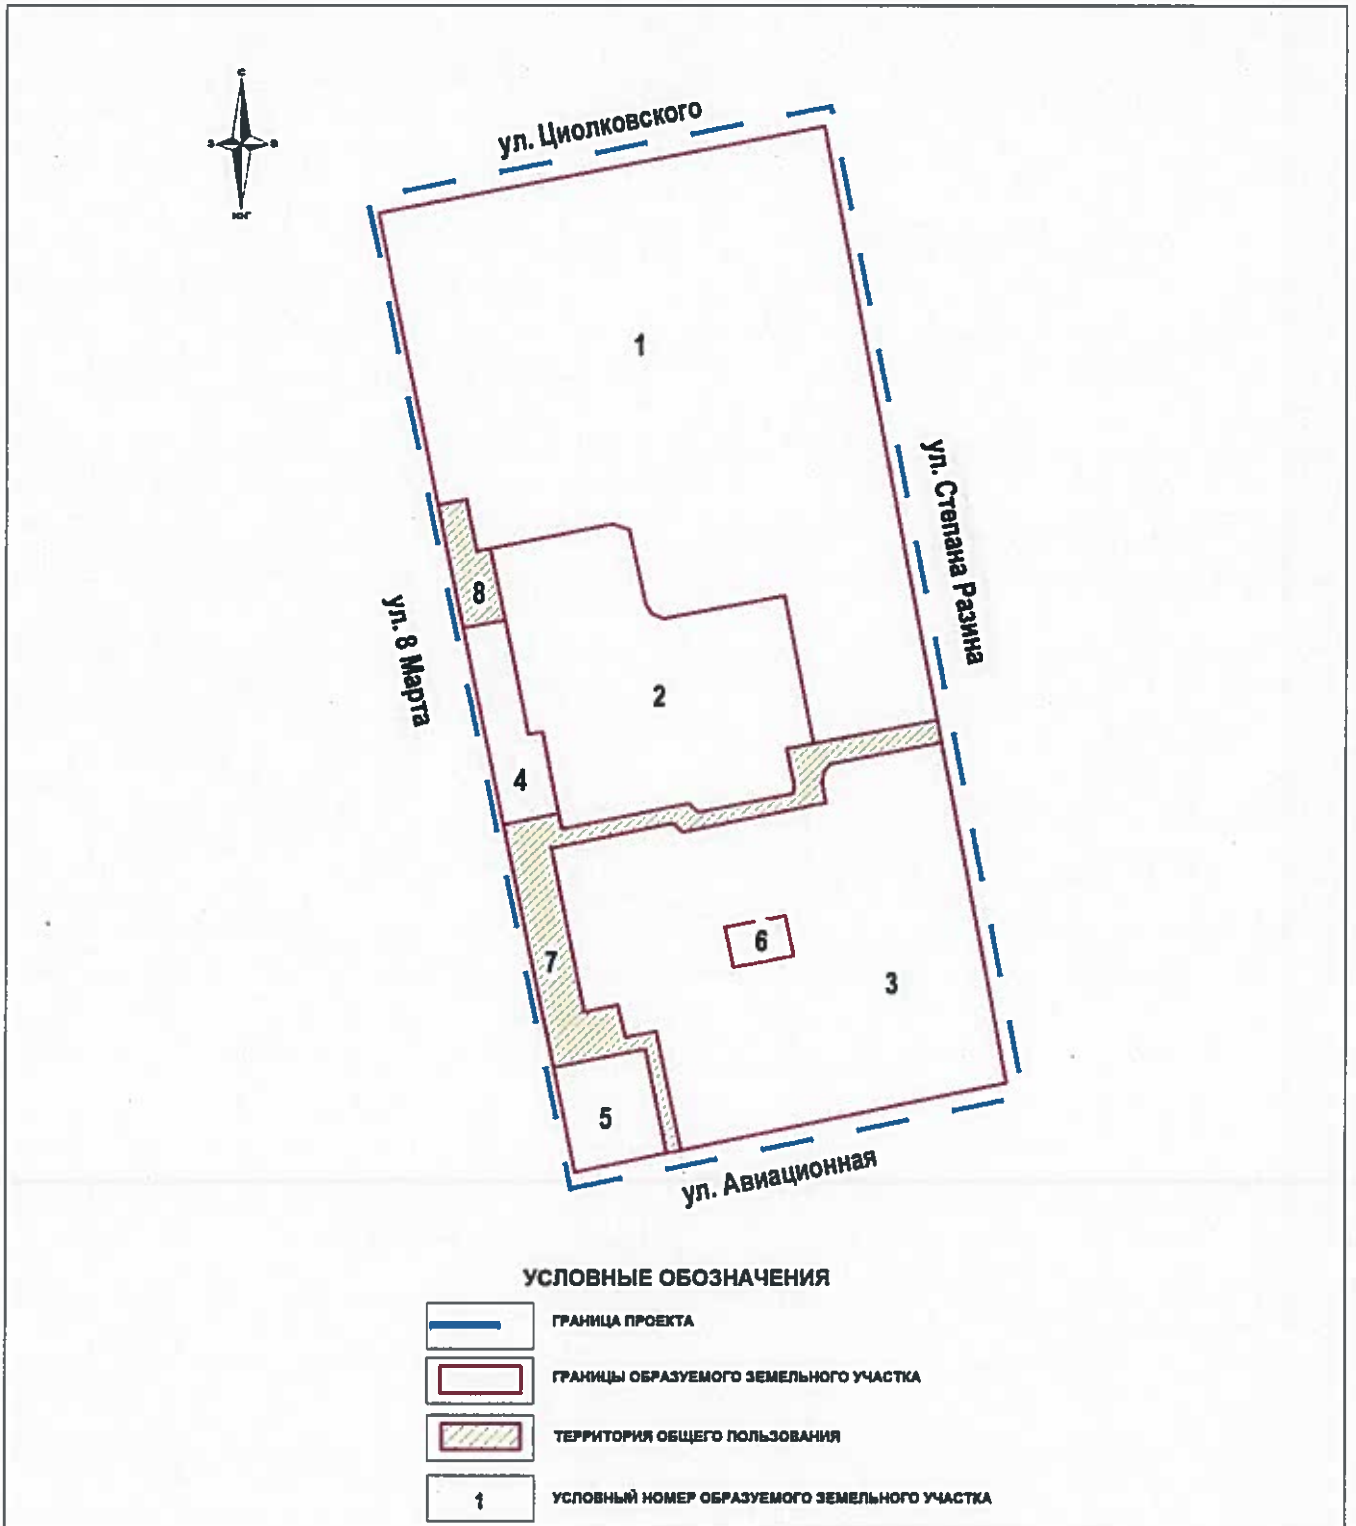 С
З В
ЮГ
ул. Циолковского
1
ул. Степана Разина
8
ул. 8 Марта
2
4
6
7
3
5
ул. Авиационная
УСЛОВНЫЕ ОБОЗНАЧЕНИЯ
ГРАНИЦА ПРОЕКТА
ГРАНИЦЫ ОБРАЗУЕМОГО ЗЕМЕЛЬНОГО УЧАСТКА
ТЕРРИТОРИЯ ОБЩЕГО ПОЛЬЗОВАНИЯ
1 УСЛОВНЫЙ НОМЕР ОБРАЗУЕМОГО ЗЕМЕЛЬНОГО УЧАСТКА